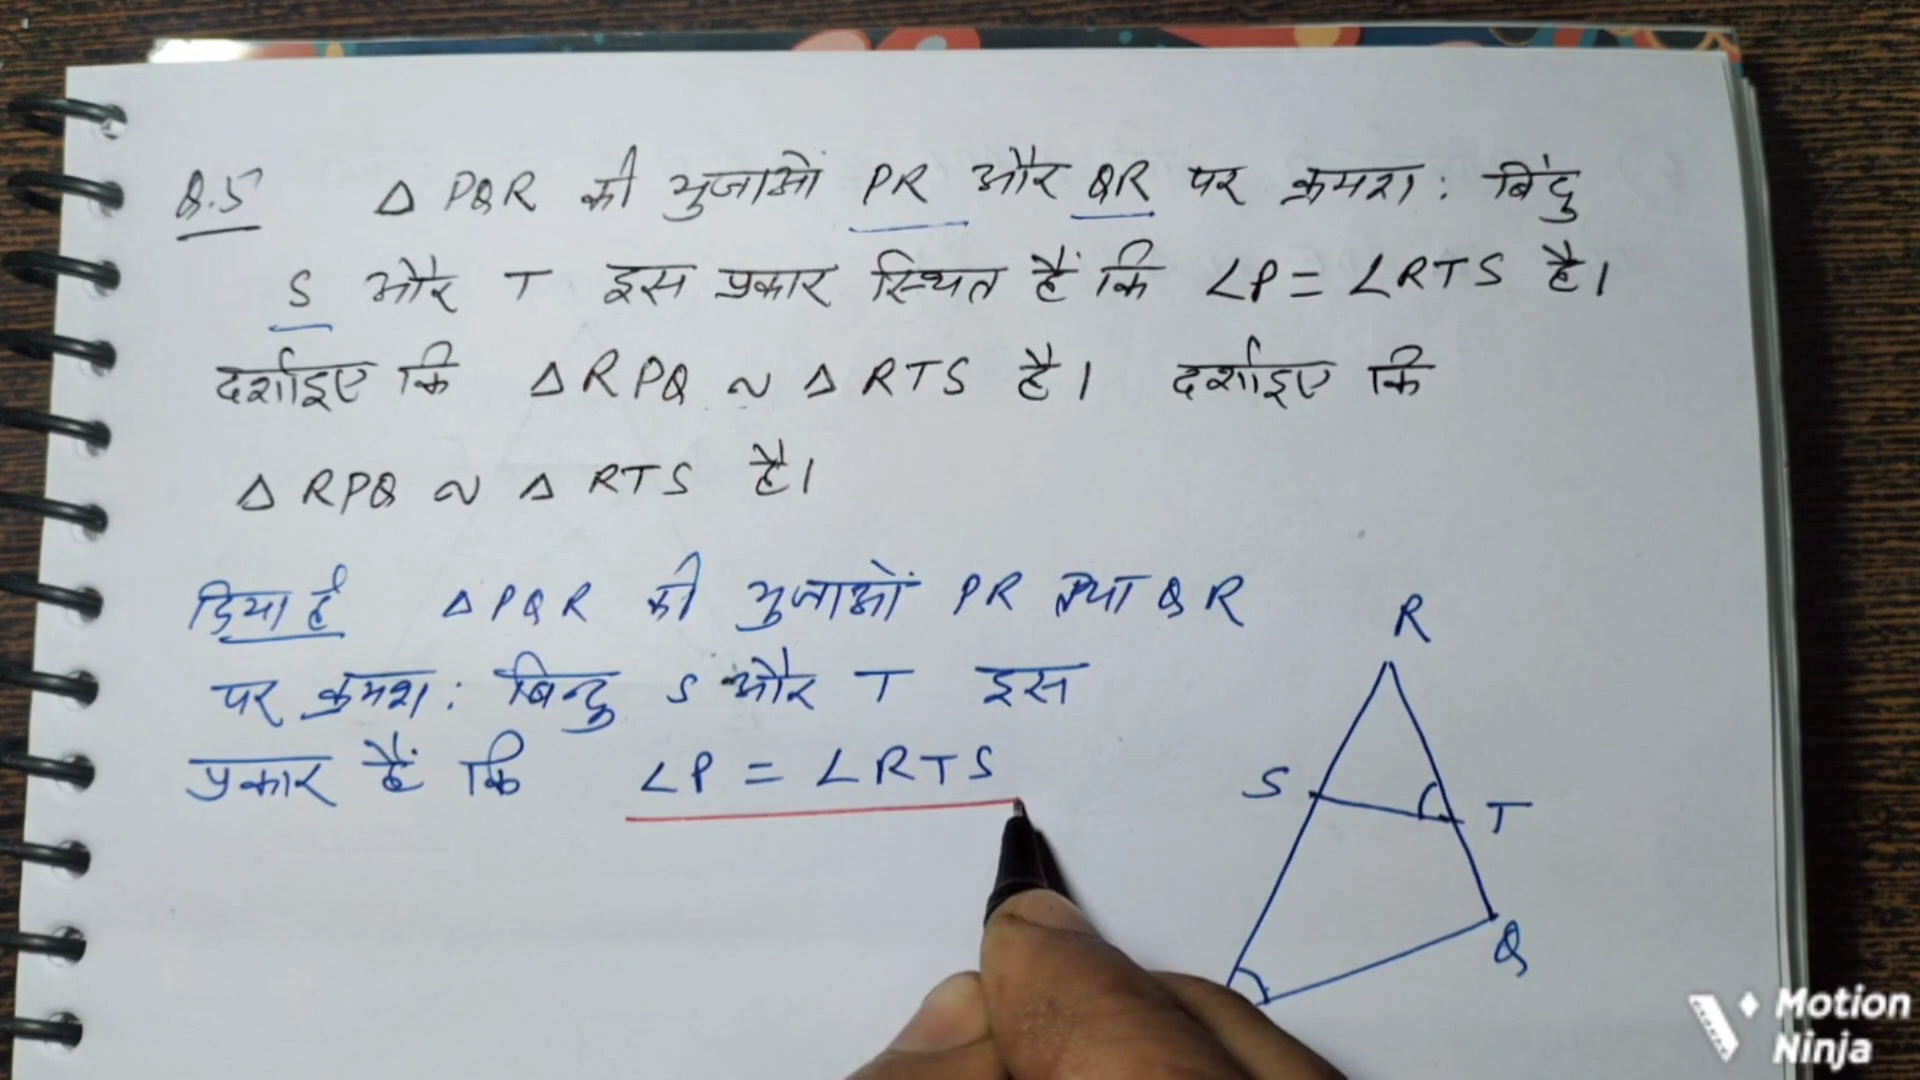 Q.5 △ PQR की भुजाओं PR और QR पर क्रमश: बिंदु
S और T इस प्रकार स्थित हैं कि ∠P = ∠RTS है।
दर्शाइए कि △ RPQ ~ △ RTS है। दर्शाइए कि
△ RPQ ~ △ RTS है।
दिया है △PQR की भुजाओं PR तथा QR
पर क्रमश: बिन्दु S और T इस
प्रकार हैं कि ∠P = ∠RTS
R
S
T
Q
Motion
Ninja